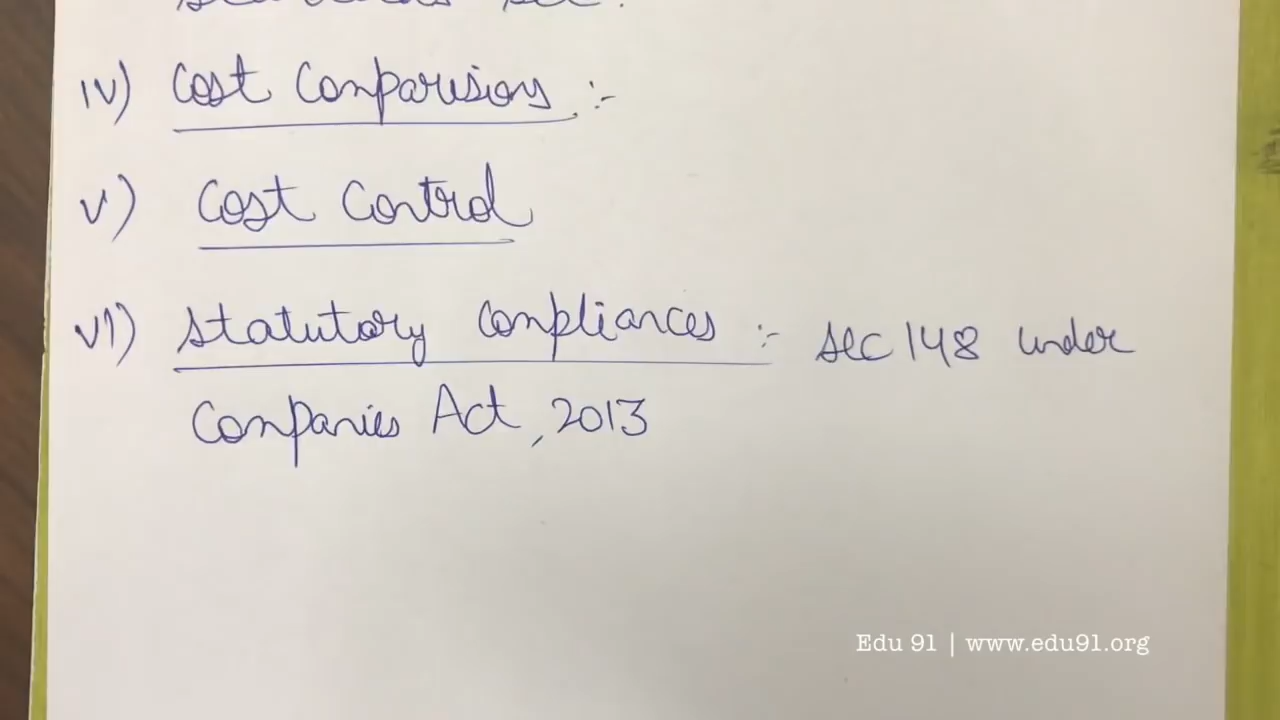 iv) Cost Comparisions :-
v) Cost Control
vi) Statutory Compliances :- Sec 148 under
Companies Act, 2013
Edu 91 | www.edu91.org